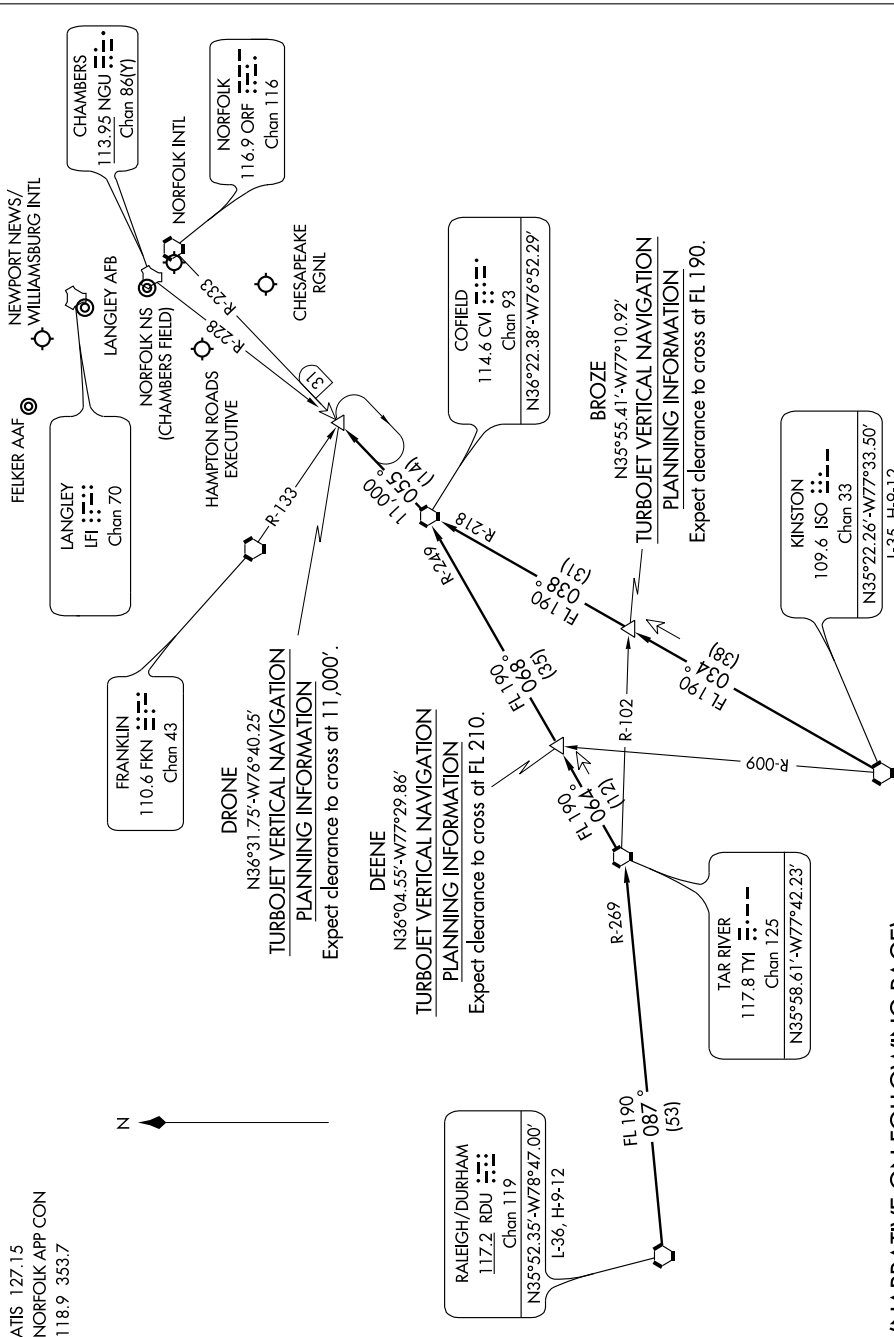 ATIS 127.15
NORFOLK APP CON
118.9 353.7
N
FELKER AAF
NEWPORT NEWS/
WILLIAMSBURG INTL
LANGLEY
LFI
Chan 70
LANGLEY AFB
CHAMBERS
113.95 NGU
Chan 86(Y)
NORFOLK NS
(CHAMBERS FIELD)
NORFOLK INTL
NORFOLK
116.9 ORF
Chan 116
HAMPTON ROADS
EXECUTIVE
CHESAPEAKE
RGNL
R-228
R-233
31
FRANKLIN
110.6 FKN
Chan 43
R-133
DRONE
N36°31.75'-W76°40.25'
TURBOJET VERTICAL NAVIGATION
PLANNING INFORMATION
Expect clearance to cross at 11,000'.
11,000
055°
(14)
COFIELD
114.6 CVI
Chan 93
N36°22.38'-W76°52.29'
R-249
R-218
DEENE
N36°04.55'-W77°29.86'
TURBOJET VERTICAL NAVIGATION
PLANNING INFORMATION
Expect clearance to cross at FL 210.
FL 190
068°
(35)
FL 190
038°
(31)
BROZE
N35°55.41'-W77°10.92'
TURBOJET VERTICAL NAVIGATION
PLANNING INFORMATION
Expect clearance to cross at FL 190.
FL 190
064°
(12)
R-102
R-009
FL 190
034°
(38)
R-269
TAR RIVER
117.8 TYI
Chan 125
N35°58.61'-W77°42.23'
KINSTON
109.6 ISO
Chan 33
N35°22.26'-W77°33.50'
L-35, H-9-12
RALEIGH/DURHAM
117.2 RDU
Chan 119
N35°52.35'-W78°47.00'
L-36, H-9-12
FL 190
087°
(53)
(NARRATIVE ON FOLLOWING PAGE)